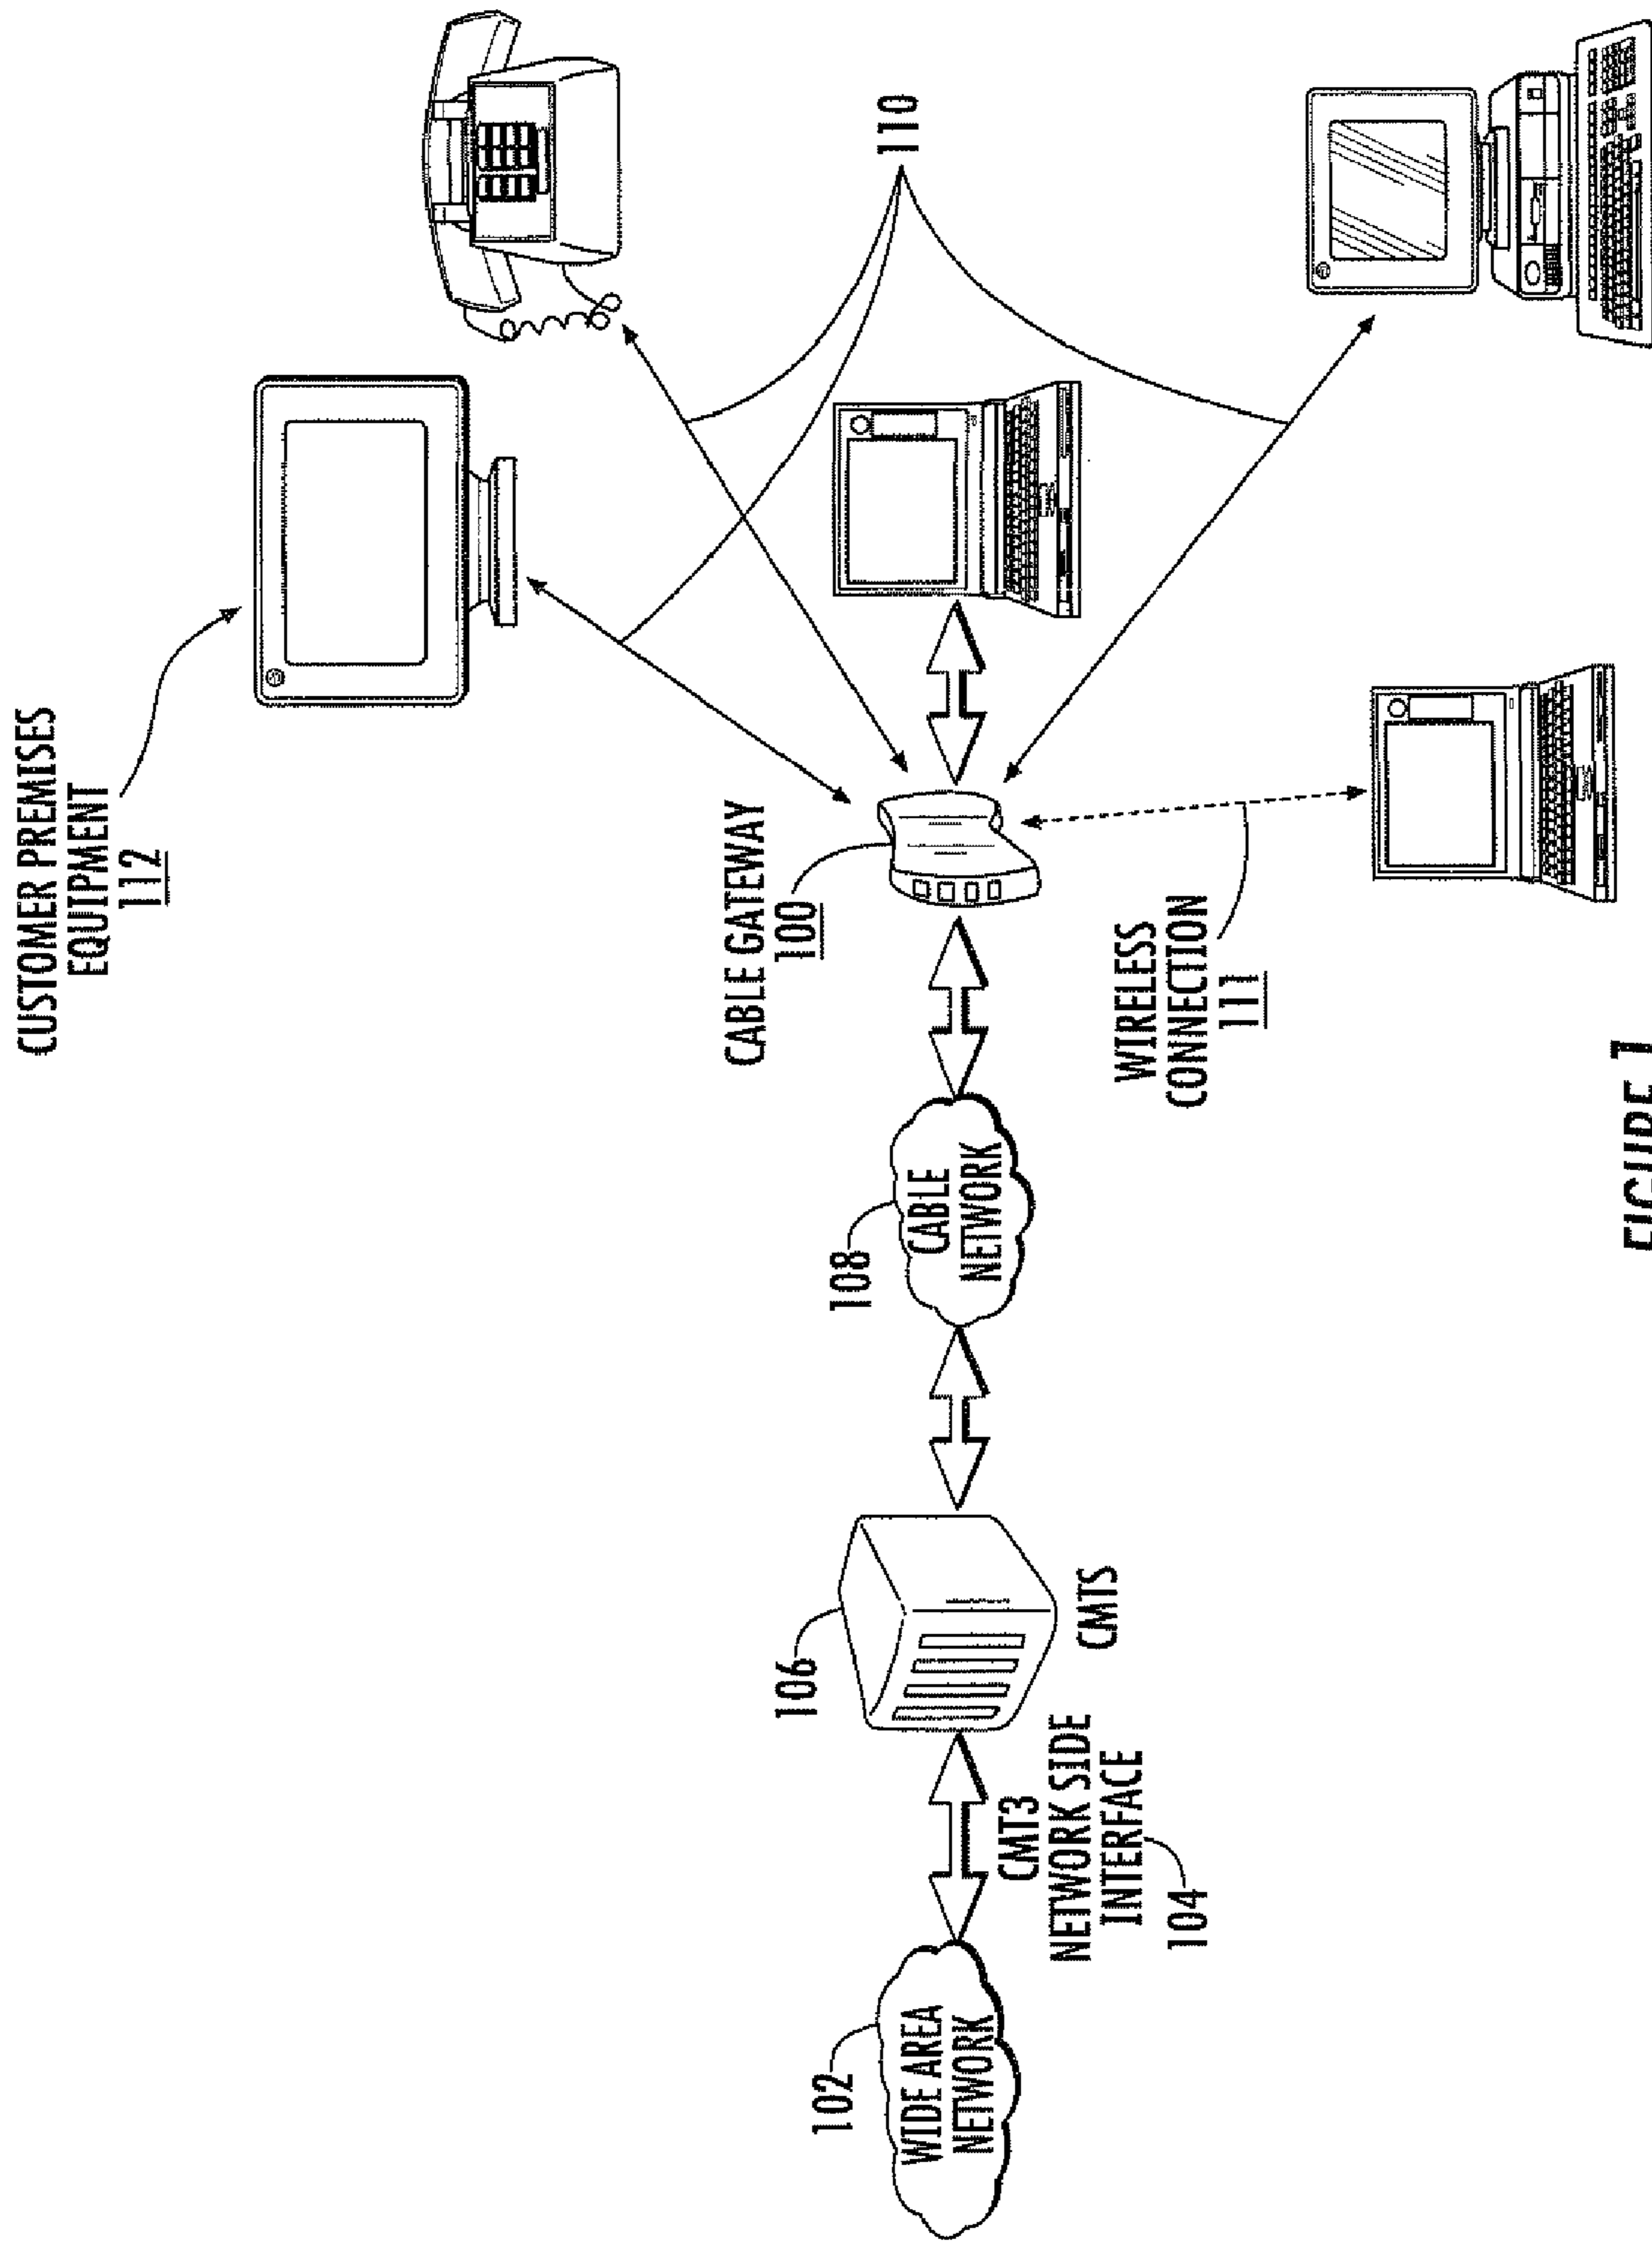 CUSTOMER PREMISES
EQUIPMENT
112
CABLE GATEWAY
100
110
108
CABLE
NETWORK
WIRELESS
CONNECTION
111
106
CMTS
102
WIDE AREA
NETWORK
CMT3
NETWORK SIDE
INTERFACE
104
FIGURE 1